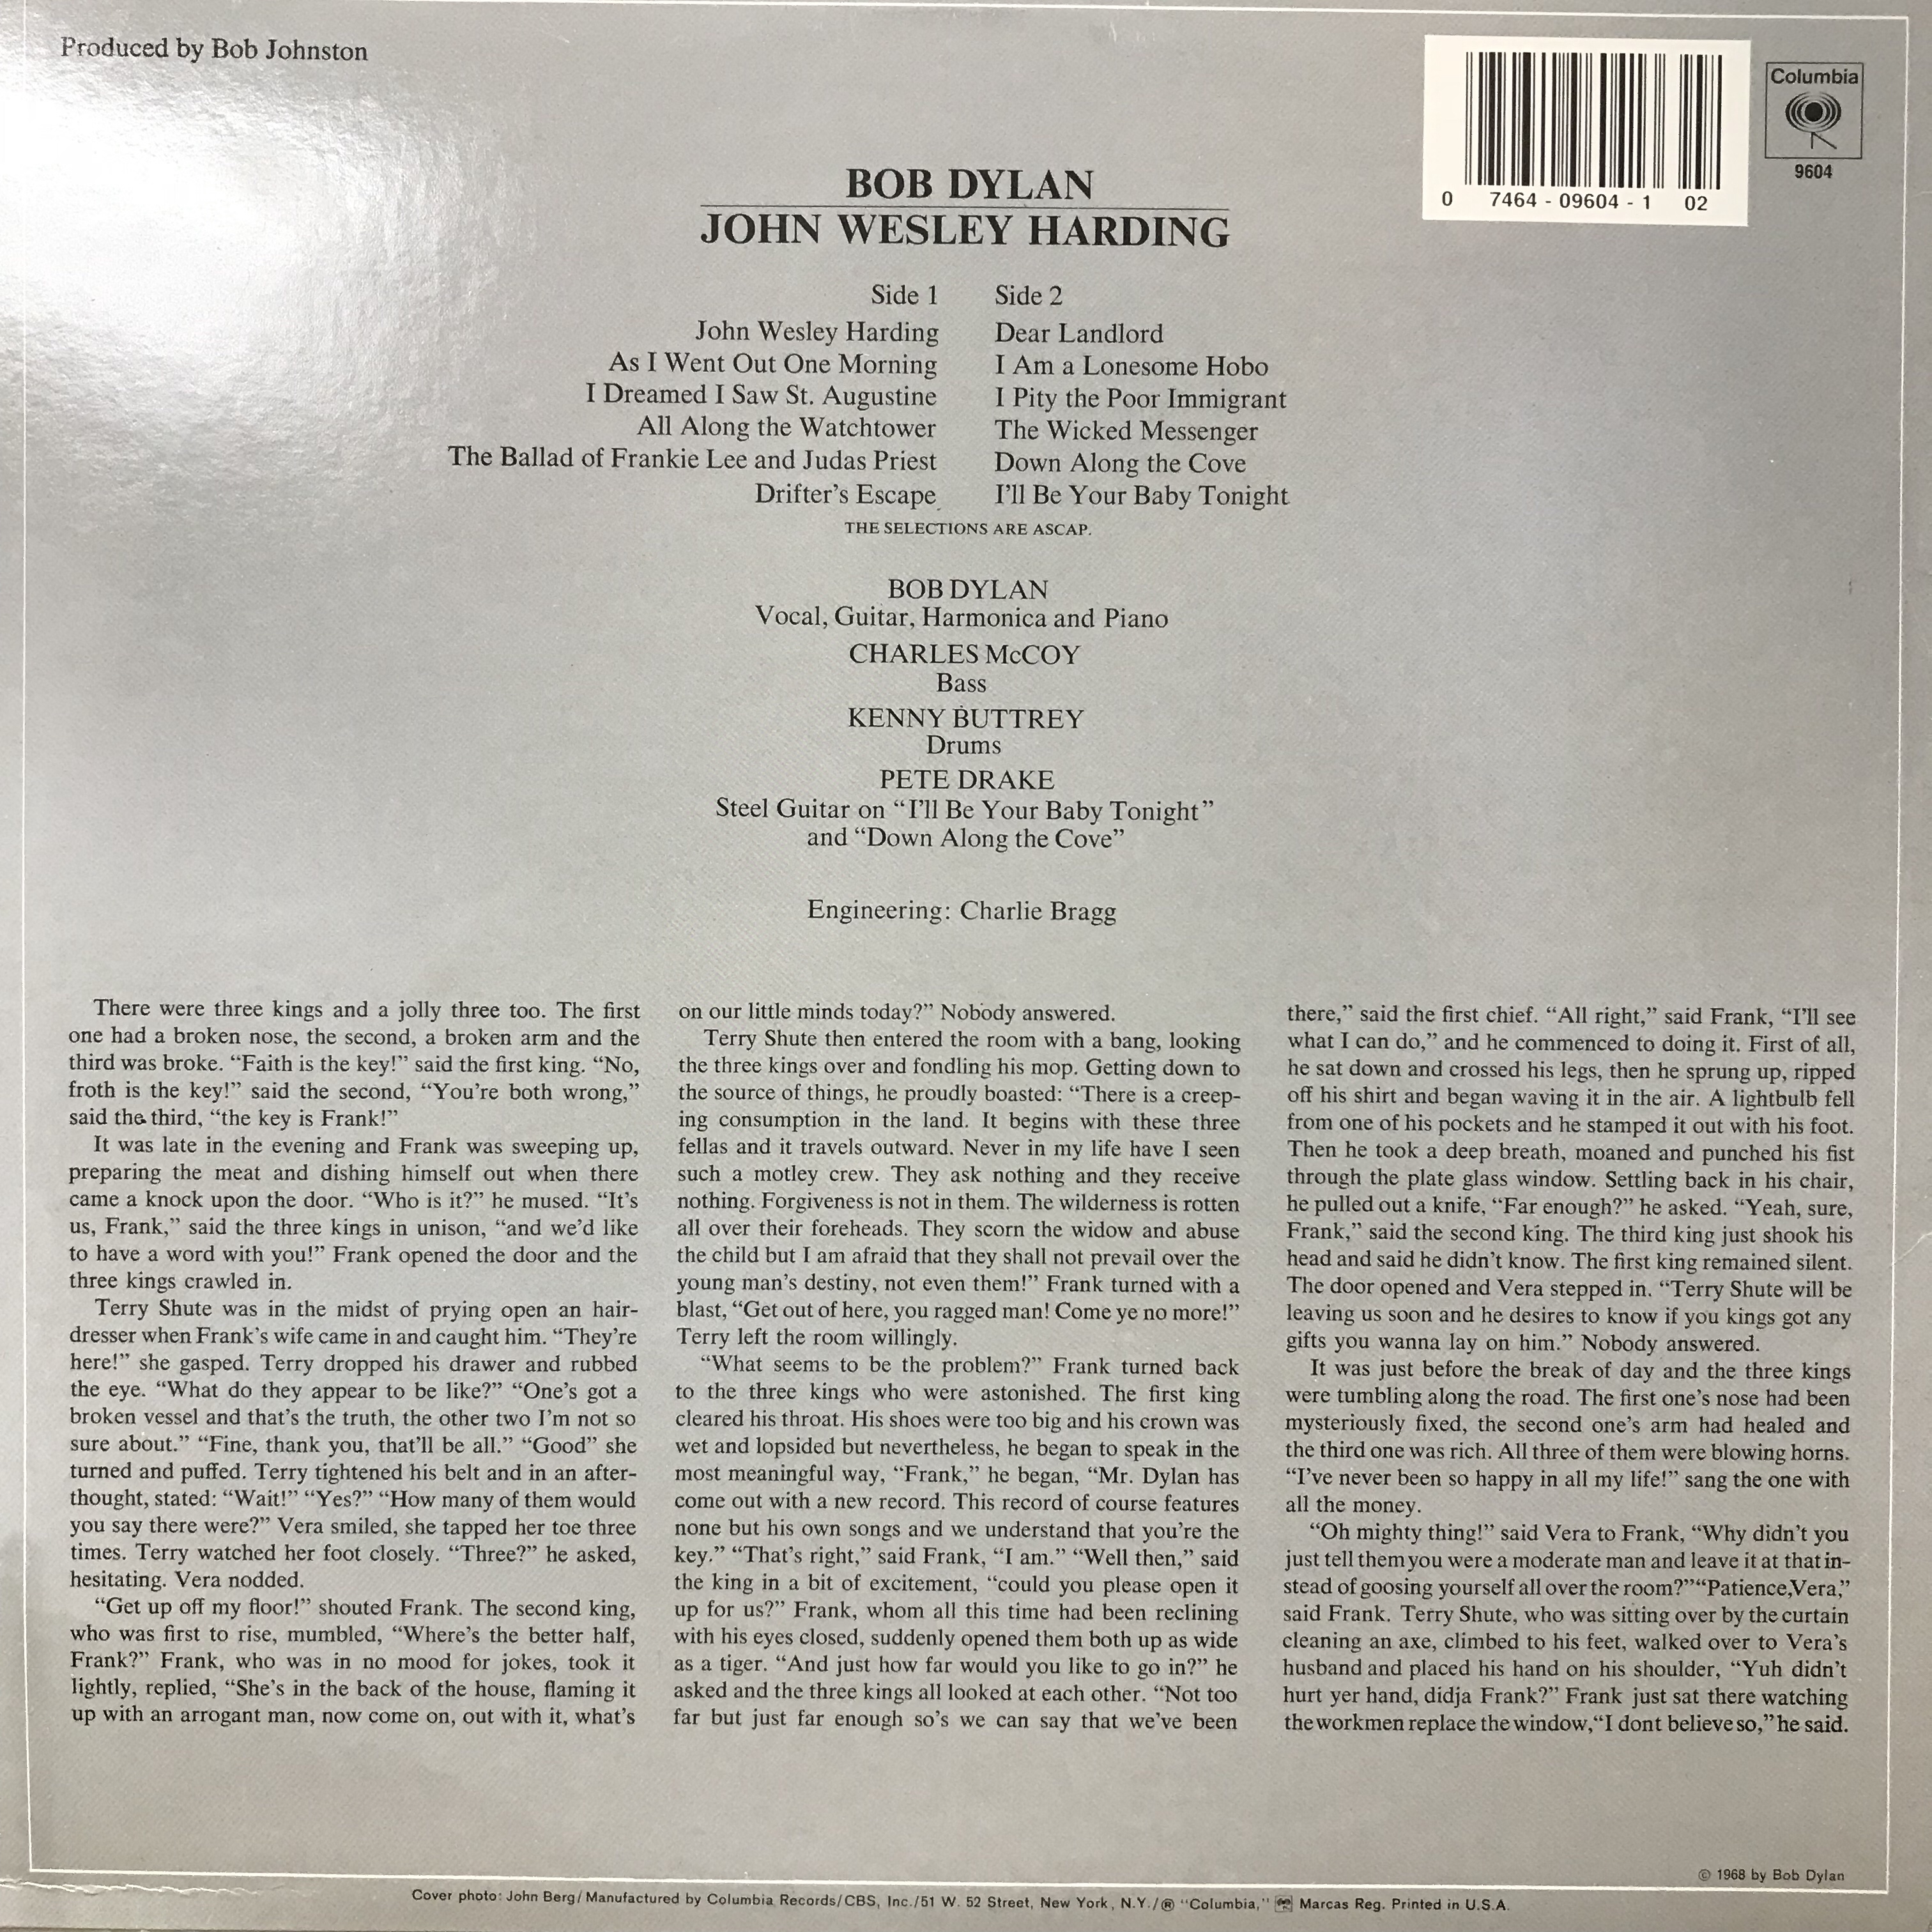 Produced by Bob Johnston
Columbia
9604
0 7464 - 09604 - 1 02
BOB DYLAN
JOHN WESLEY HARDING
Side 1
John Wesley Harding
As I Went Out One Morning
I Dreamed I Saw St. Augustine
All Along the Watchtower
The Ballad of Frankie Lee and Judas Priest
Drifter's Escape
Side 2
Dear Landlord
I Am a Lonesome Hobo
I Pity the Poor Immigrant
The Wicked Messenger
Down Along the Cove
I'll Be Your Baby Tonight
THE SELECTIONS ARE ASCAP.
BOB DYLAN
Vocal, Guitar, Harmonica and Piano
CHARLES McCOY
Bass
KENNY BUTTREY
Drums
PETE DRAKE
Steel Guitar on “I'll Be Your Baby Tonight”
and “Down Along the Cove”
Engineering: Charlie Bragg
There were three kings and a jolly three too. The first
one had a broken nose, the second, a broken arm and the
third was broke. “Faith is the key!” said the first king. “No,
froth is the key!” said the second, “You're both wrong,”
said the third, “the key is Frank!”
It was late in the evening and Frank was sweeping up,
preparing the meat and dishing himself out when there
came a knock upon the door. “Who is it?” he mused. “It's
us, Frank,” said the three kings in unison, “and we'd like
to have a word with you!” Frank opened the door and the
three kings crawled in.
Terry Shute was in the midst of prying open an hair-
dresser when Frank's wife came in and caught him. “They're
here!” she gasped. Terry dropped his drawer and rubbed
the eye. “What do they appear to be like?” “One's got a
broken vessel and that's the truth, the other two I'm not so
sure about.” “Fine, thank you, that'll be all.” “Good” she
turned and puffed. Terry tightened his belt and in an after-
thought, stated: “Wait!” “Yes?” “How many of them would
you say there were?” Vera smiled, she tapped her toe three
times. Terry watched her foot closely. “Three?” he asked,
hesitating. Vera nodded.
“Get up off my floor!” shouted Frank. The second king,
who was first to rise, mumbled, “Where's the better half,
Frank?” Frank, who was in no mood for jokes, took it
lightly, replied, “She's in the back of the house, flaming it
up with an arrogant man, now come on, out with it, what's
on our little minds today?” Nobody answered.
Terry Shute then entered the room with a bang, looking
the three kings over and fondling his mop. Getting down to
the source of things, he proudly boasted: “There is a creep-
ing consumption in the land. It begins with these three
fellas and it travels outward. Never in my life have I seen
such a motley crew. They ask nothing and they receive
nothing. Forgiveness is not in them. The wilderness is rotten
all over their foreheads. They scorn the widow and abuse
the child but I am afraid that they shall not prevail over the
young man's destiny, not even them!” Frank turned with a
blast, “Get out of here, you ragged man! Come ye no more!”
Terry left the room willingly.
“What seems to be the problem?” Frank turned back
to the three kings who were astonished. The first king
cleared his throat. His shoes were too big and his crown was
wet and lopsided but nevertheless, he began to speak in the
most meaningful way, “Frank,” he began, “Mr. Dylan has
come out with a new record. This record of course features
none but his own songs and we understand that you're the
key.” “That's right,” said Frank, “I am.” “Well then,” said
the king in a bit of excitement, “could you please open it
up for us?” Frank, whom all this time had been reclining
with his eyes closed, suddenly opened them both up as wide
as a tiger. “And just how far would you like to go in?” he
asked and the three kings all looked at each other. “Not too
far but just far enough so's we can say that we've been
there,” said the first chief. “All right,” said Frank, “I'll see
what I can do,” and he commenced to doing it. First of all,
he sat down and crossed his legs, then he sprung up, ripped
off his shirt and began waving it in the air. A lightbulb fell
from one of his pockets and he stamped it out with his foot.
Then he took a deep breath, moaned and punched his fist
through the plate glass window. Settling back in his chair,
he pulled out a knife, “Far enough?” he asked. “Yeah, sure,
Frank,” said the second king. The third king just shook his
head and said he didn't know. The first king remained silent.
The door opened and Vera stepped in. “Terry Shute will be
leaving us soon and he desires to know if you kings got any
gifts you wanna lay on him.” Nobody answered.
It was just before the break of day and the three kings
were tumbling along the road. The first one's nose had been
mysteriously fixed, the second one's arm had healed and
the third one was rich. All three of them were blowing horns.
“I've never been so happy in all my life!” sang the one with
all the money.
“Oh mighty thing!” said Vera to Frank, “Why didn't you
just tell them you were a moderate man and leave it at that in-
stead of goosing yourself all over the room?” “Patience, Vera,”
said Frank. Terry Shute, who was sitting over by the curtain
cleaning an axe, climbed to his feet, walked over to Vera's
husband and placed his hand on his shoulder, “Yuh didn't
hurt yer hand, didja Frank?” Frank just sat there watching
the workmen replace the window, “I dont believe so,” he said.
© 1968 by Bob Dylan
Cover photo: John Berg/ Manufactured by Columbia Records/CBS, Inc./51 W. 52 Street, New York, N.Y./® “Columbia,” Marcas Reg. Printed in U.S.A.